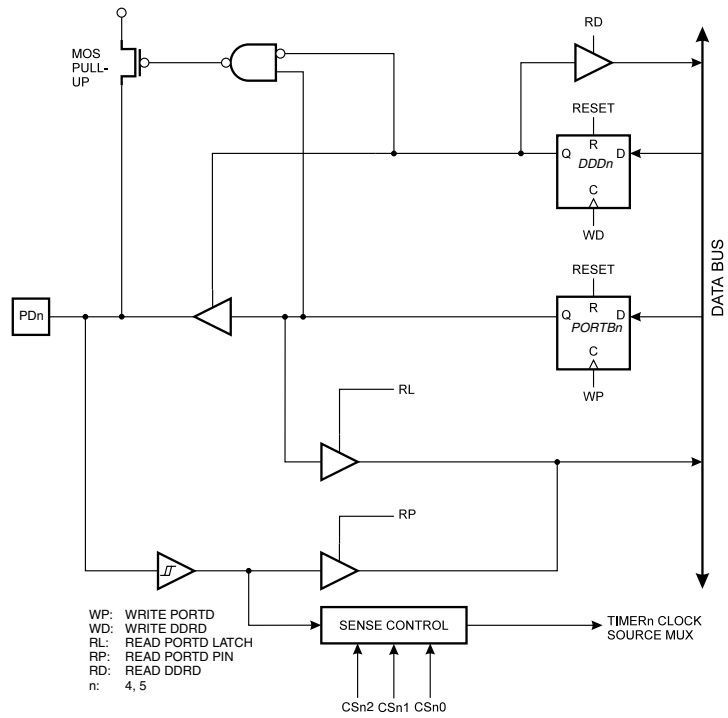 RD
MOS
PULL-
UP
RESET
R
Q
D
DDDn
C
WD
RESET
PDn
R
Q
D
PORTBn
C
WP
DATA BUS
RL
RP
WP: WRITE PORTD
WD: WRITE DDRD
RL: READ PORTD LATCH
RP: READ PORTD PIN
RD: READ DDRD
n: 4, 5
SENSE CONTROL
TIMERn CLOCK
SOURCE MUX
CSn2 CSn1 CSn0